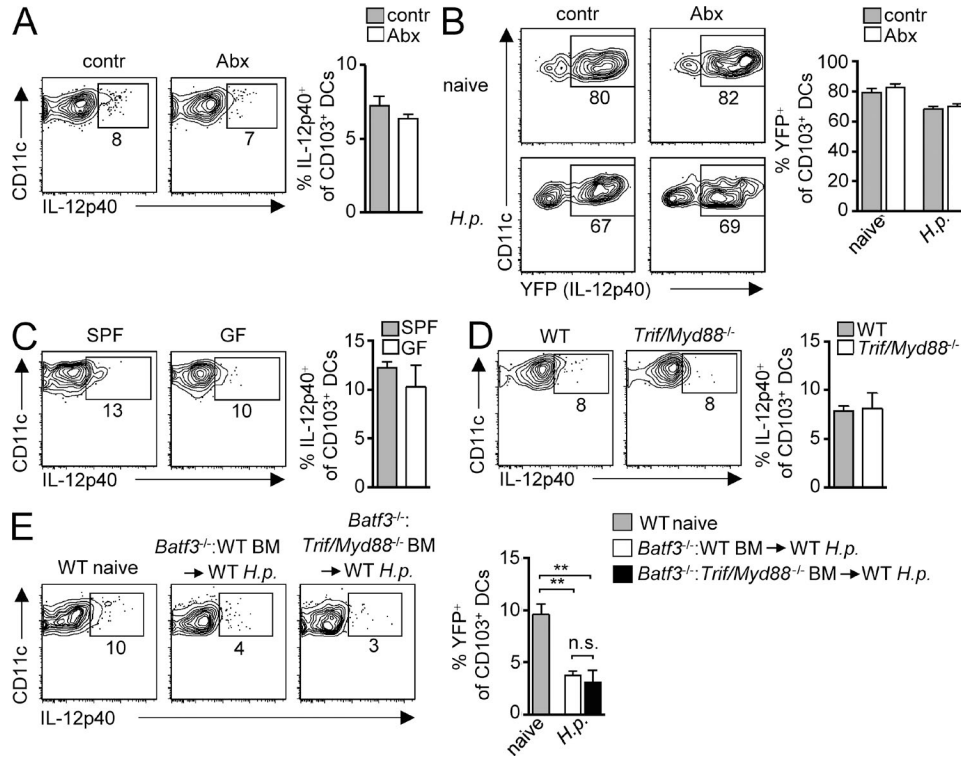 A
contr
Abx
contr
Abx
8
7
CD11c
IL-12p40
% IL-12p40⁺
of CD103⁺ DCs
10
5
0
B
contr
Abx
naive
80
82
H.p.
67
69
CD11c
YFP (IL-12p40)
contr
Abx
% YFP⁺
of CD103⁺ DCs
100
80
60
40
20
0
naive
H.p.
C
SPF
GF
13
10
CD11c
IL-12p40
SPF
GF
% IL-12p40⁺
of CD103⁺ DCs
15
10
5
0
D
WT
Trif/Myd88⁻/⁻
8
8
CD11c
IL-12p40
WT
Trif/Myd88⁻/⁻
% IL-12p40⁺
of CD103⁺ DCs
15
10
5
0
E
WT naive
Batf3⁻/⁻:WT BM
→ WT H.p.
Batf3⁻/⁻:
Trif/Myd88⁻/⁻ BM
→ WT H.p.
10
4
3
CD11c
IL-12p40
WT naive
Batf3⁻/⁻:WT BM → WT H.p.
Batf3⁻/⁻:Trif/Myd88⁻/⁻ BM → WT H.p.
% YFP⁺
of CD103⁺ DCs
15
10
5
0
**
**
n.s.
naive
H.p.